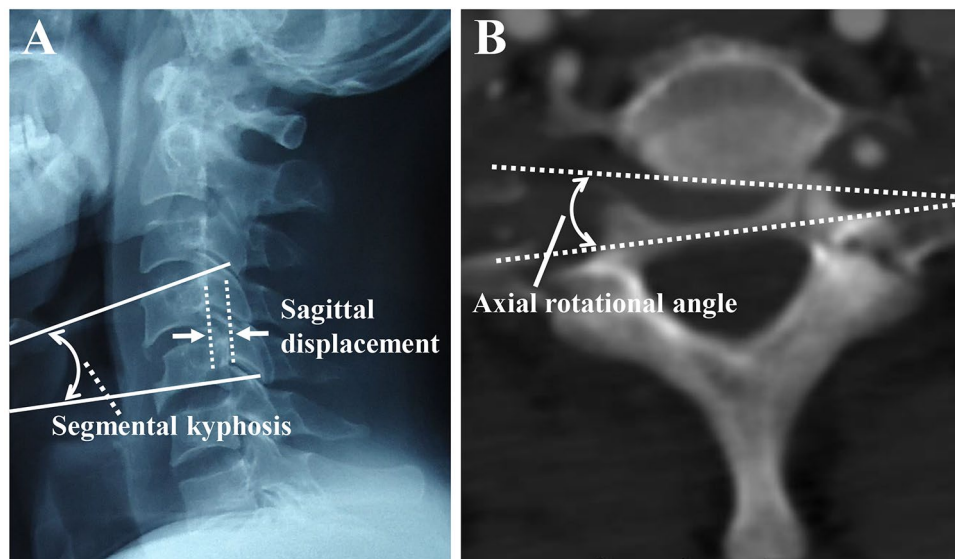 A
Sagittal
displacement
Segmental kyphosis
B
Axial rotational angle